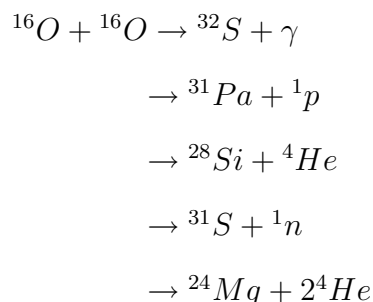 ¹⁶O + ¹⁶O → ³²S + γ
→ ³¹Pa + ¹p
→ ²⁸Si + ⁴He
→ ³¹S + ¹n
→ ²⁴Mg + 2⁴He